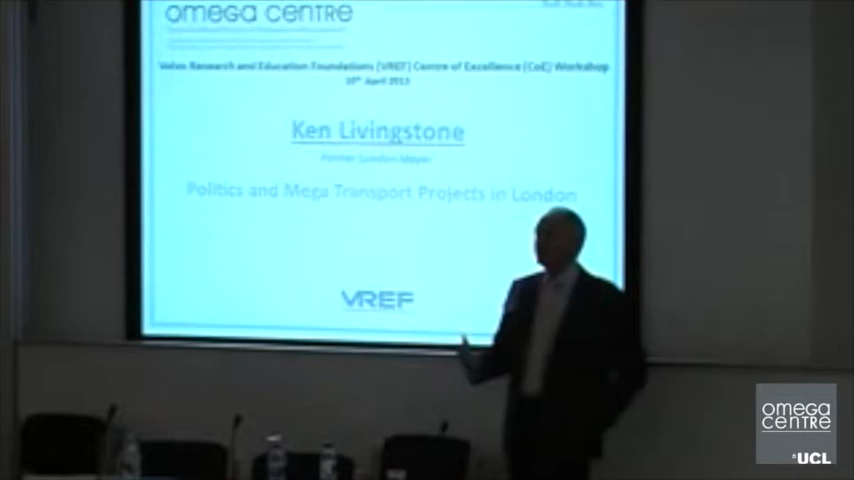 omega centre
Volvo Research and Education Foundations (VREF) Centre of Excellence (CoE) Workshop
10th April 2013
Ken Livingstone
Former London Mayor
Politics and Mega Transport Projects in London
VREF
omega
centre
at UCL